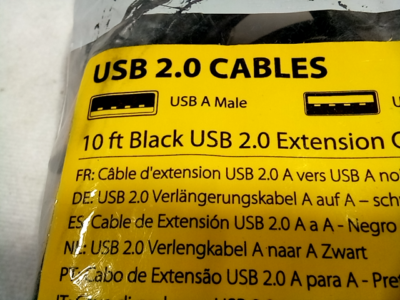 USB 2.0 CABLES
USB A Male
10 ft Black USB 2.0 Extension
FR: Câble d'extension USB 2.0 A vers USB A
DE: USB 2.0 Verlängerungskabel A auf A –
ES: Cable de Extensión USB 2.0 A a A - Negro
NL: USB 2.0 Verlengkabel A naar A Zwart
PT: Cabo de Extensão USB 2.0 A para A -